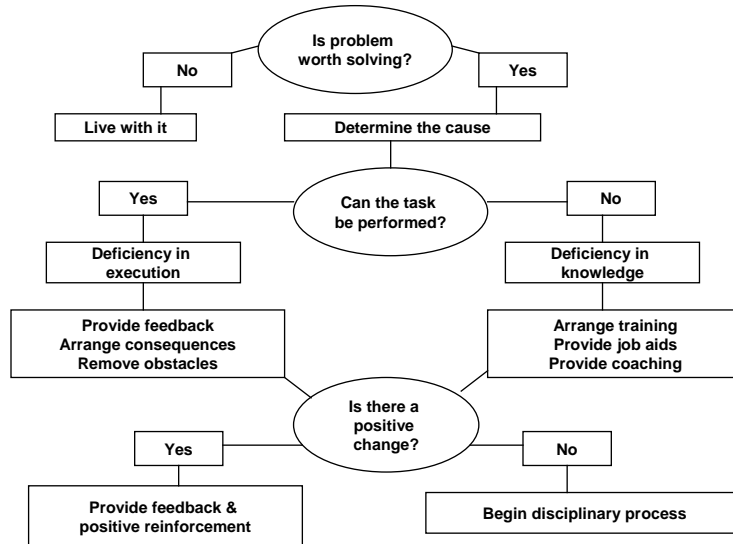 Is problem
worth solving?
No
Yes
Live with it
Determine the cause
Can the task
be performed?
Yes
No
Deficiency in
execution
Deficiency in
knowledge
Provide feedback
Arrange consequences
Remove obstacles
Arrange training
Provide job aids
Provide coaching
Is there a
positive
change?
Yes
No
Provide feedback &
positive reinforcement
Begin disciplinary process